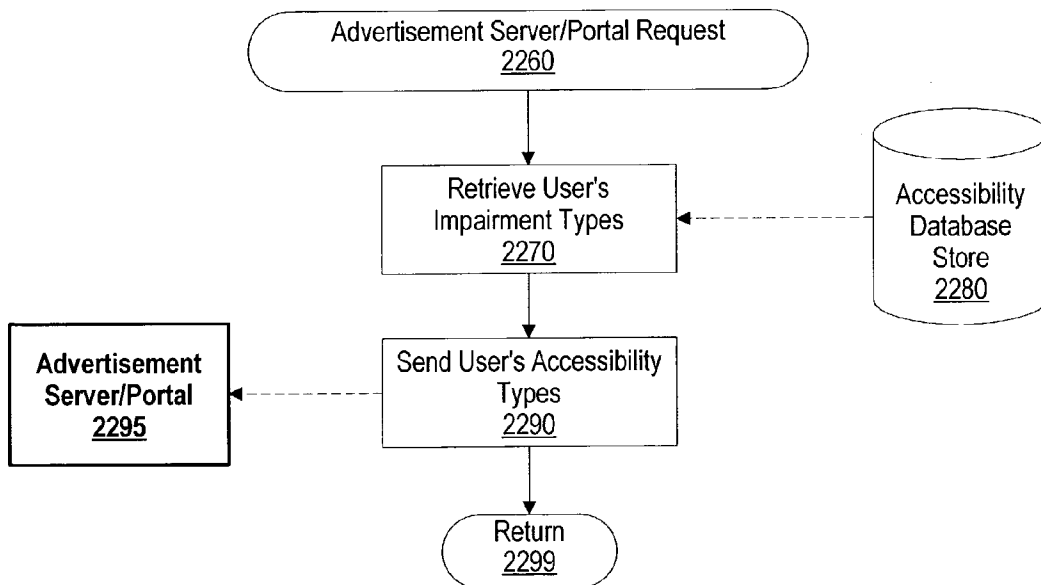 Advertisement Server/Portal Request
2260
Retrieve User's
Impairment Types
2270
Accessibility
Database
Store
2280
Advertisement
Server/Portal
2295
Send User's Accessibility
Types
2290
Return
2299